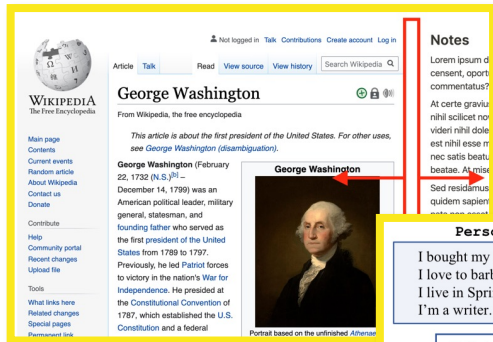 Not logged in Talk Contributions Create account Log in
Article Talk Read View source View history Search Wikipedia
WIKIPEDIA
The Free Encyclopedia
Main page
Contents
Current events
Random article
About Wikipedia
Contact us
Donate
Contribute
Help
Community portal
Recent changes
Upload file
Tools
What links here
Related changes
Special pages
Permanent link
George Washington
From Wikipedia, the free encyclopedia
This article is about the first president of the United States. For other uses,
see George Washington (disambiguation).
George Washington (February
22, 1732 (N.S.)[b] –
December 14, 1799) was an
American political leader, military
general, statesman, and
founding father who served as
the first president of the United
States from 1789 to 1797.
Previously, he led Patriot forces
to victory in the nation's War for
Independence. He presided at
the Constitutional Convention of
1787, which established the U.S.
Constitution and a federal
George Washington
Portrait based on the unfinished Athenae
Notes
Lorem ipsum d
censent, oport
commentatus?
At certe graviu
nihil scilicet no
videri nihil dole
est nihil esse m
nec satis beatu
beatae. At mise
Sed residamus
quidem sapien
Perso
I bought my
I love to barb
I live in Spri
I'm a writer.